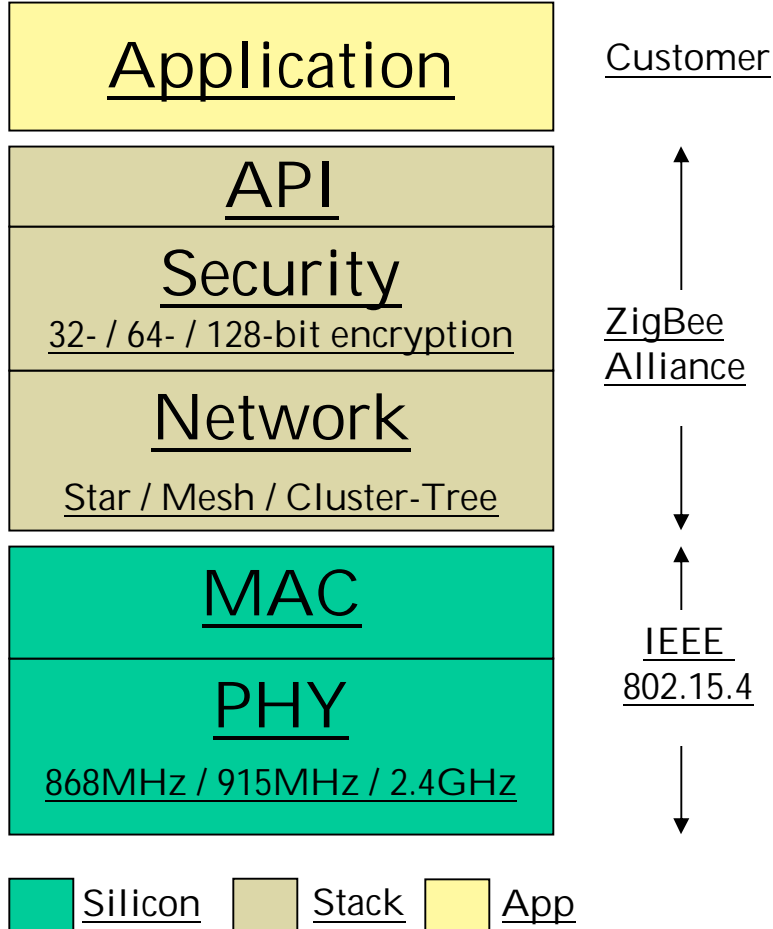 Application
Customer
API
Security
32- / 64- / 128-bit encryption
ZigBee
Alliance
Network
Star / Mesh / Cluster-Tree
MAC
IEEE
802.15.4
PHY
868MHz / 915MHz / 2.4GHz
Silicon
Stack
App